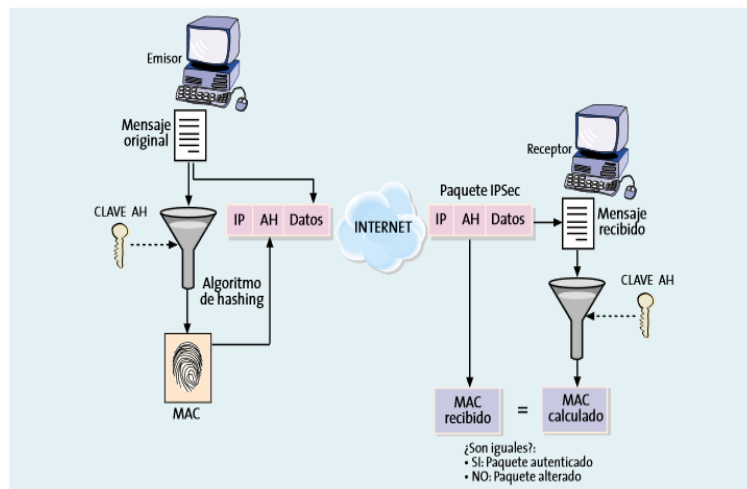 Emisor
Mensaje
original
CLAVE AH
IP AH Datos
Algoritmo
de hashing
MAC
INTERNET
Paquete IPSec
IP AH Datos
Receptor
Mensaje
recibido
CLAVE AH
MAC
recibido
=
MAC
calculado
¿Son iguales?:
• SI: Paquete autenticado
• NO: Paquete alterado